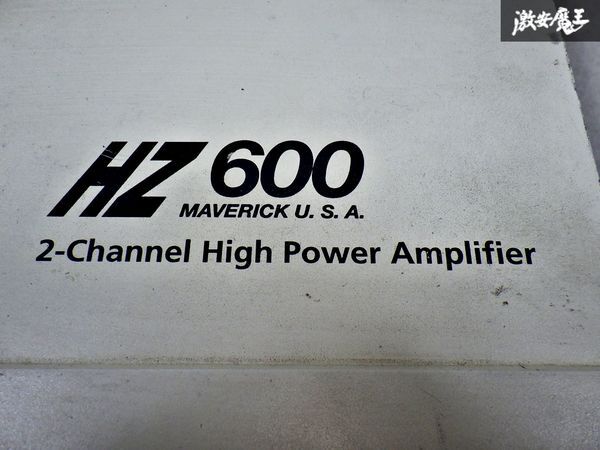 激安魔王
HZ 600
MAVERICK U. S. A.
2-Channel High Power Amplifier